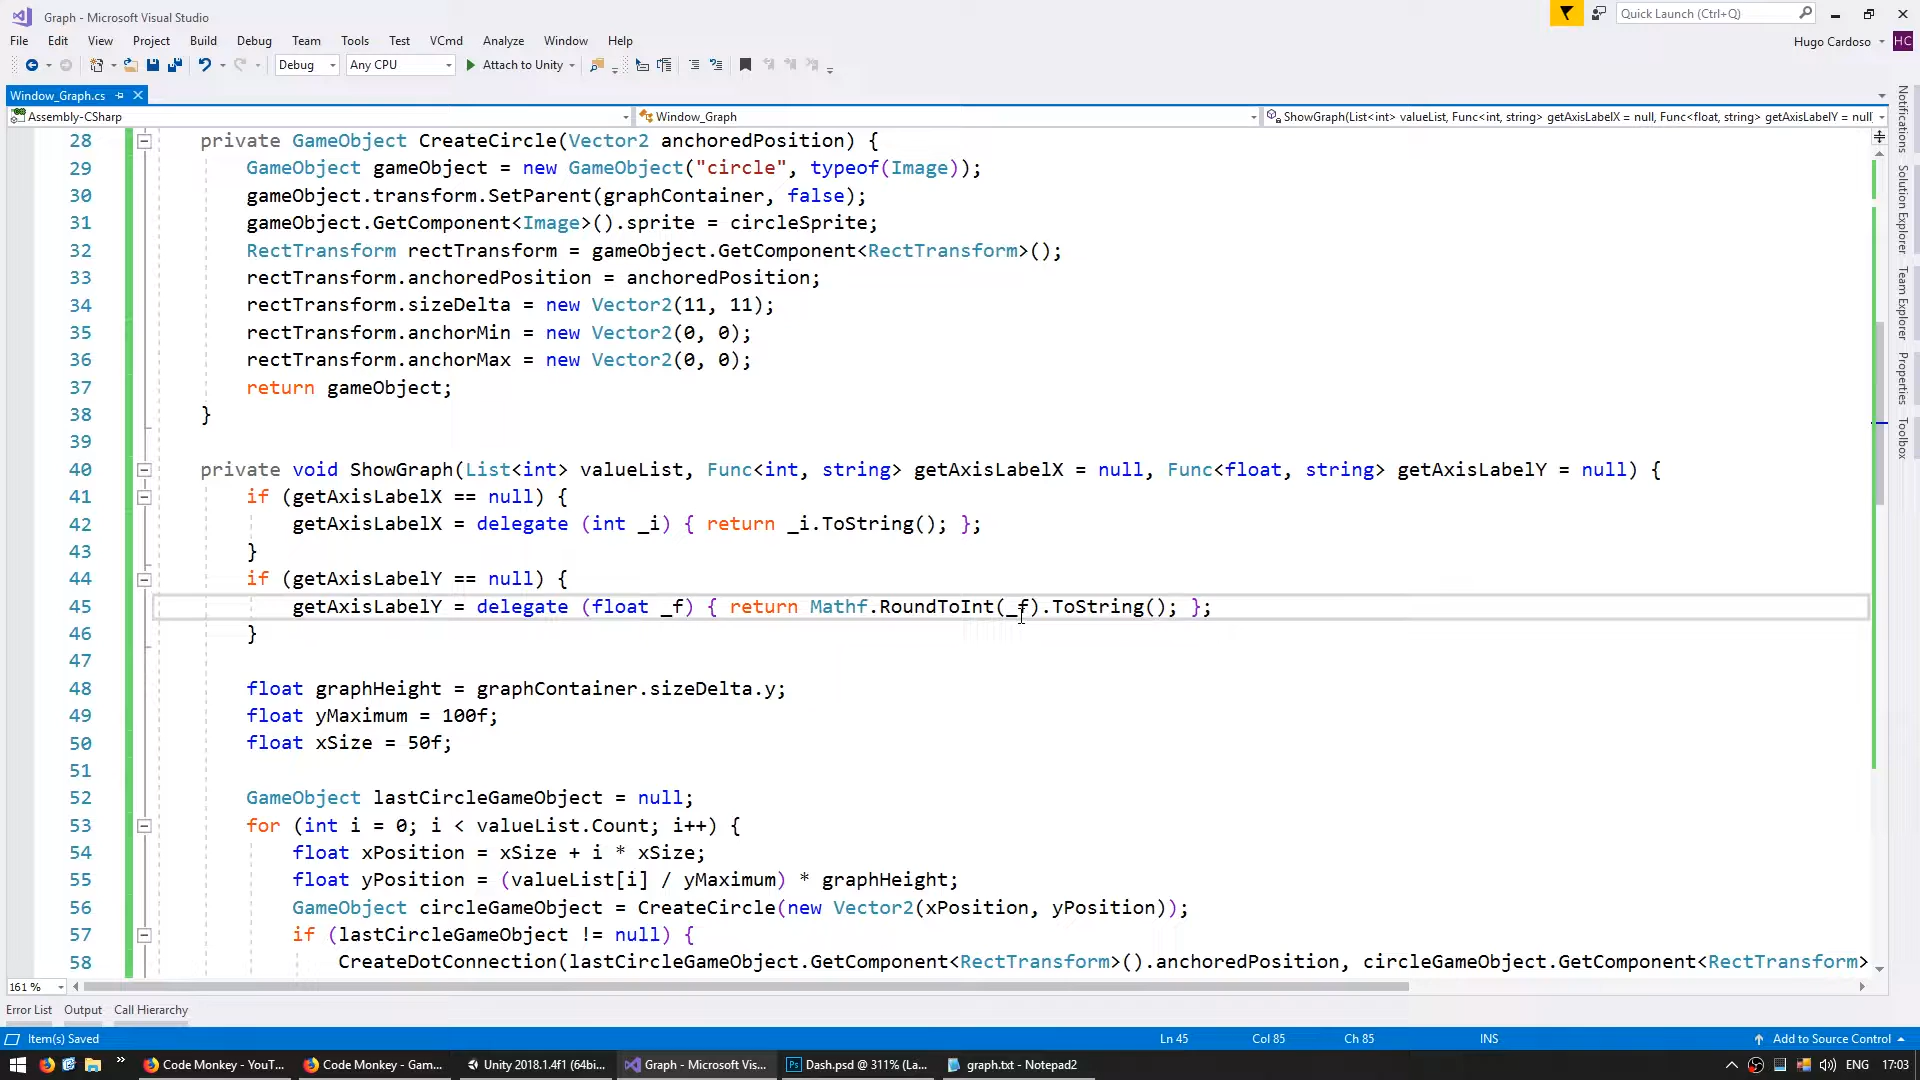 Graph - Microsoft Visual Studio
Quick Launch (Ctrl+Q)
File Edit View Project Build Debug Team Tools Test VCmd Analyze Window Help
Hugo Cardoso HC
Debug Any CPU Attach to Unity
Window_Graph.cs
Assembly-CSharp Window_Graph ShowGraph(List<int> valueList, Func<int, string> getAxisLabelX = null, Func<float, string> getAxisLabelY = null
28 private GameObject CreateCircle(Vector2 anchoredPosition) {
29 GameObject gameObject = new GameObject("circle", typeof(Image));
30 gameObject.transform.SetParent(graphContainer, false);
31 gameObject.GetComponent<Image>().sprite = circleSprite;
32 RectTransform rectTransform = gameObject.GetComponent<RectTransform>();
33 rectTransform.anchoredPosition = anchoredPosition;
34 rectTransform.sizeDelta = new Vector2(11, 11);
35 rectTransform.anchorMin = new Vector2(0, 0);
36 rectTransform.anchorMax = new Vector2(0, 0);
37 return gameObject;
38 }
39
40 private void ShowGraph(List<int> valueList, Func<int, string> getAxisLabelX = null, Func<float, string> getAxisLabelY = null) {
41 if (getAxisLabelX == null) {
42 getAxisLabelX = delegate (int _i) { return _i.ToString(); };
43 }
44 if (getAxisLabelY == null) {
45 getAxisLabelY = delegate (float _f) { return Mathf.RoundToInt(_f).ToString(); };
46 }
47
48 float graphHeight = graphContainer.sizeDelta.y;
49 float yMaximum = 100f;
50 float xSize = 50f;
51
52 GameObject lastCircleGameObject = null;
53 for (int i = 0; i < valueList.Count; i++) {
54 float xPosition = xSize + i * xSize;
55 float yPosition = (valueList[i] / yMaximum) * graphHeight;
56 GameObject circleGameObject = CreateCircle(new Vector2(xPosition, yPosition));
57 if (lastCircleGameObject != null) {
58 CreateDotConnection(lastCircleGameObject.GetComponent<RectTransform>().anchoredPosition, circleGameObject.GetComponent<RectTransform>
Notifications
Solution Explorer
Team Explorer
Properties
Toolbox
161 %
Error List Output Call Hierarchy
Item(s) Saved Ln 45 Col 85 Ch 85 INS Add to Source Control
Code Monkey - YouT... Code Monkey - Gam... Unity 2018.1.4f1 (64bi... Graph - Microsoft Vis... Dash.psd @ 311% (La... graph.txt - Notepad2 ENG 17:03